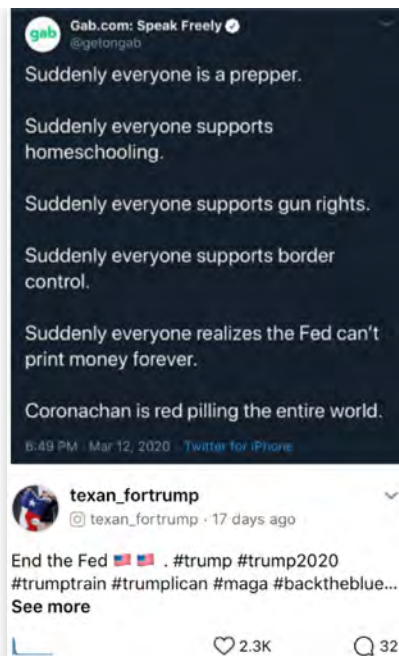 gab
Gab.com: Speak Freely
@getongab
Suddenly everyone is a prepper.
Suddenly everyone supports
homeschooling.
Suddenly everyone supports gun rights.
Suddenly everyone supports border
control.
Suddenly everyone realizes the Fed can't
print money forever.
Coronachan is red pilling the entire world.
6:49 PM · Mar 12, 2020 · Twitter for iPhone
texan_fortrump
texan_fortrump · 17 days ago
End the Fed 🇺🇸 🇺🇸 . #trump #trump2020
#trumptrain #trumplican #maga #backtheblue...
See more
2.3K 32